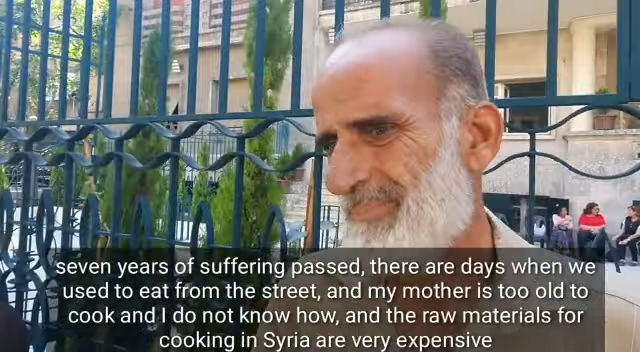 seven years of suffering passed, there are days when we
used to eat from the street, and my mother is too old to
cook and I do not know how, and the raw materials for
cooking in Syria are very expensive